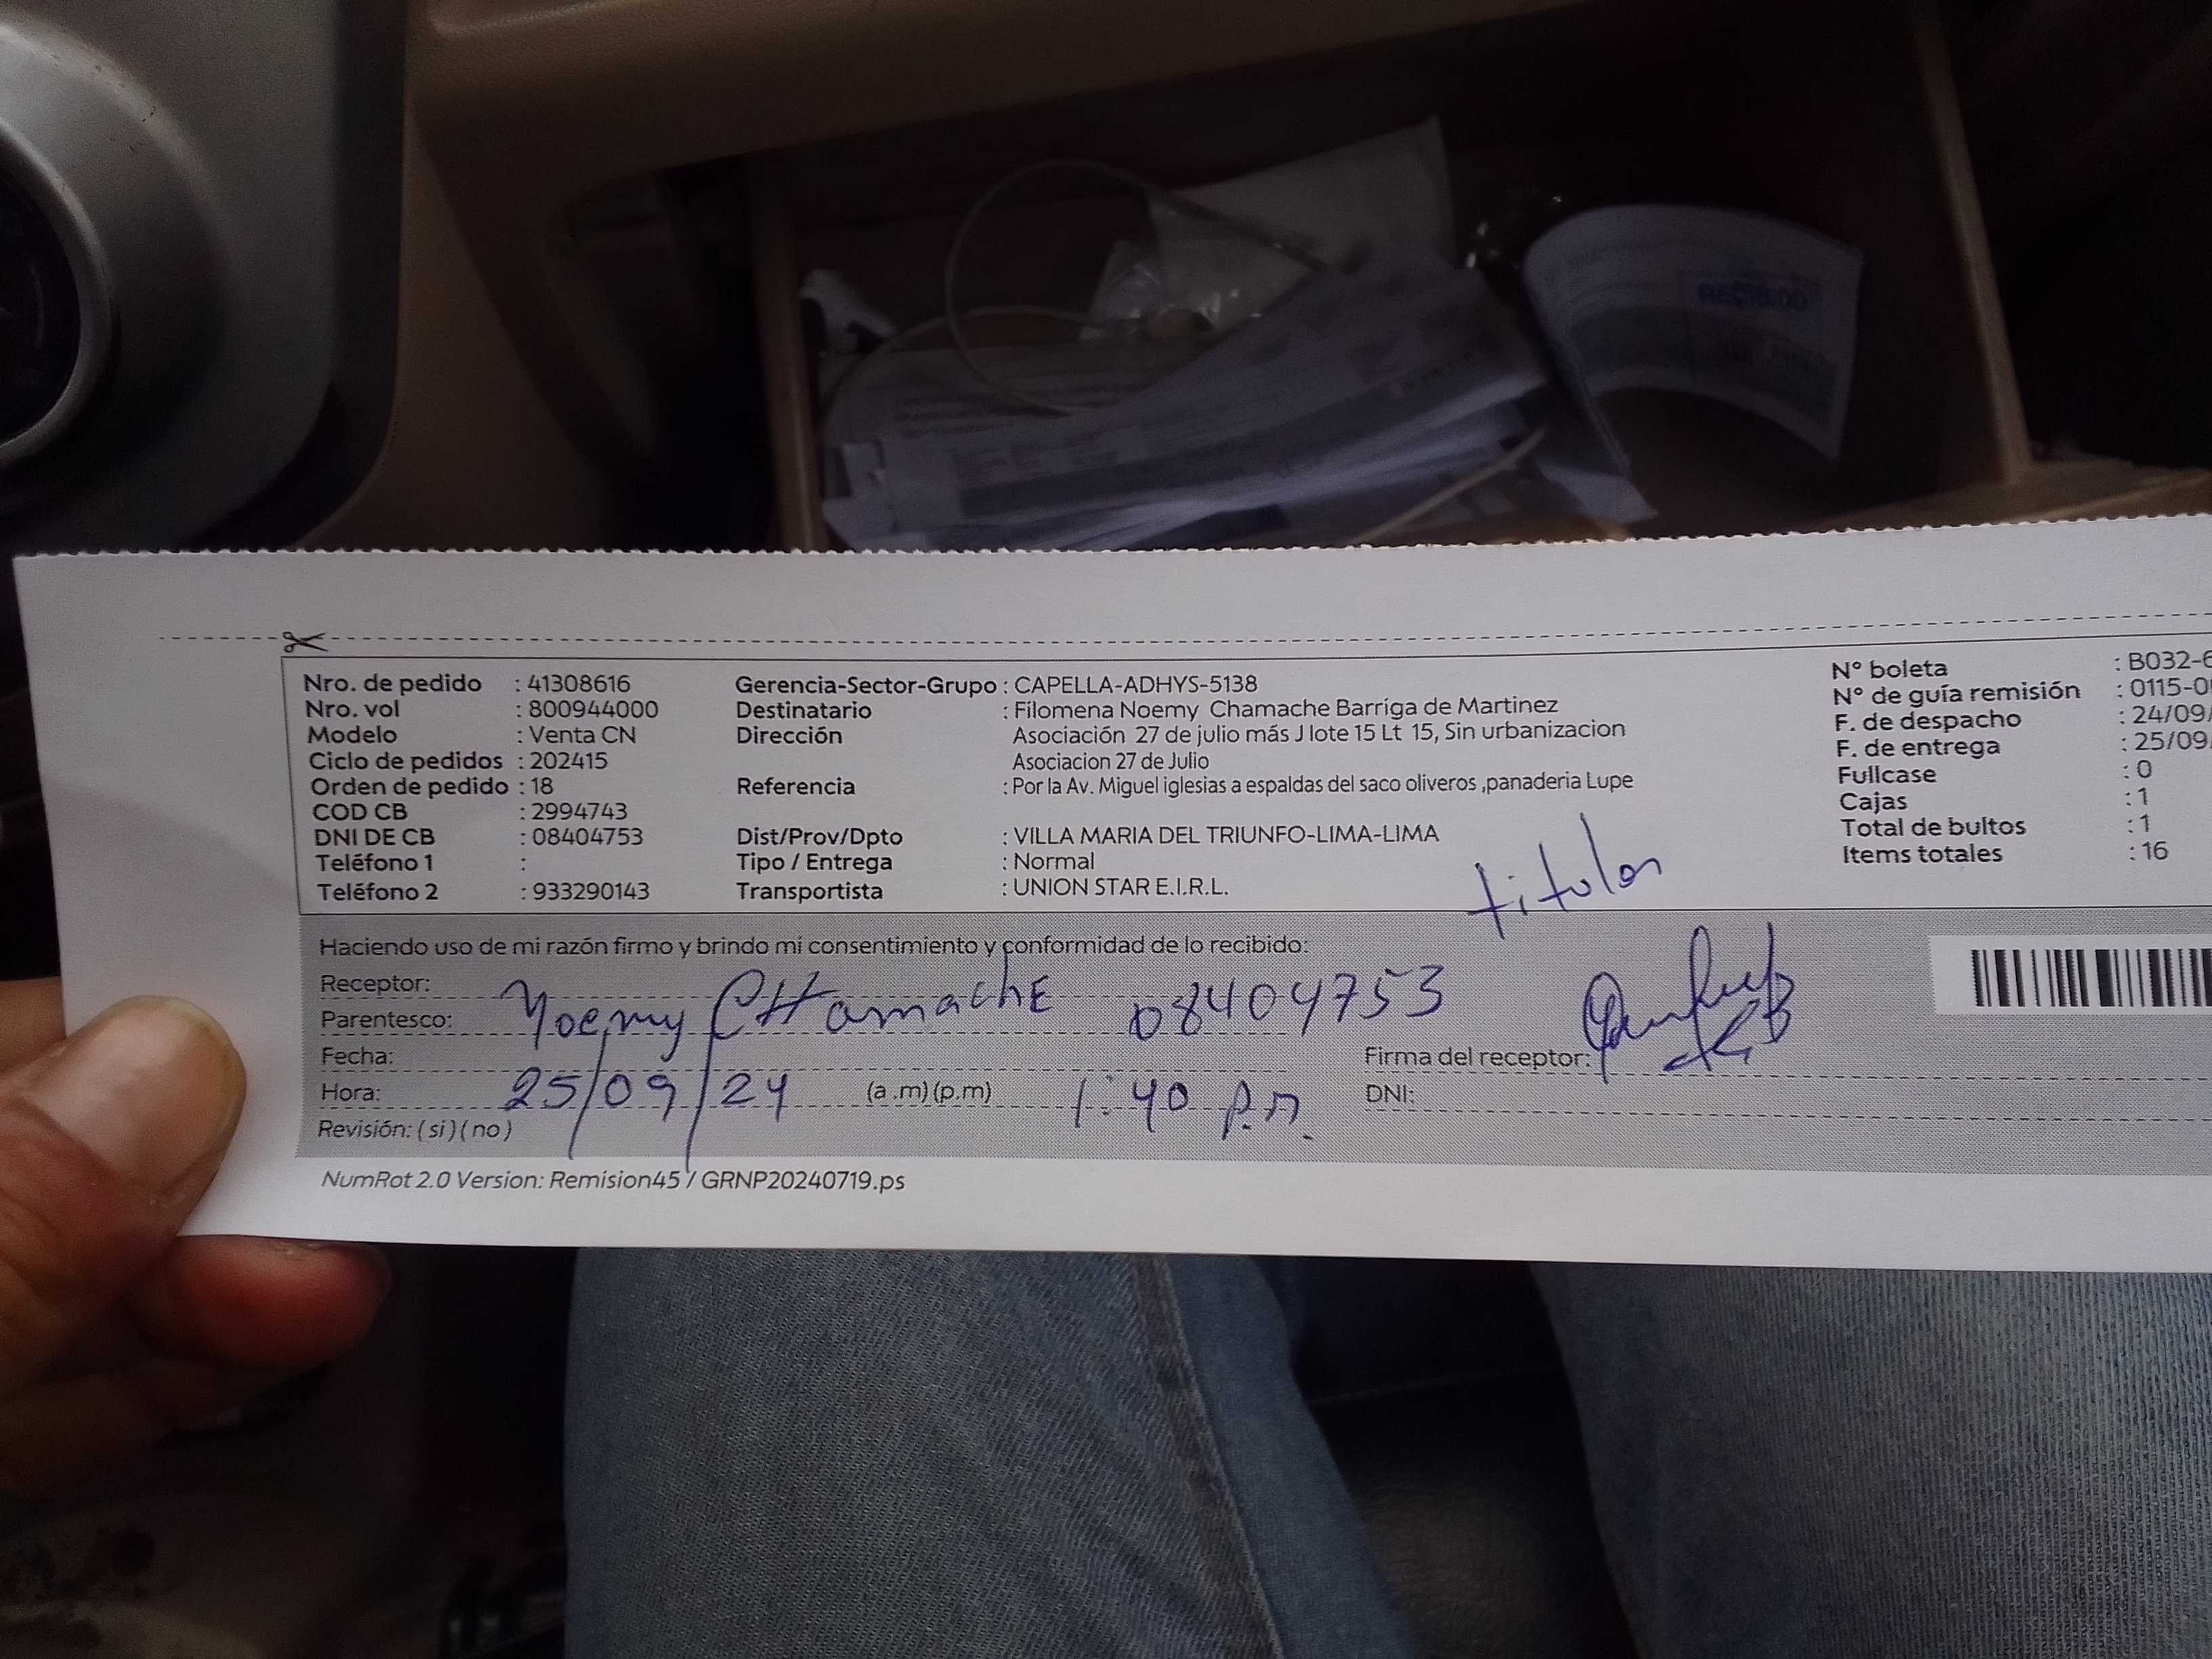 Nro. de pedido : 41308616
Nro. vol : 800944000
Modelo : Venta CN
Ciclo de pedidos : 202415
Orden de pedido : 18
COD CB : 2994743
DNI DE CB : 08404753
Teléfono 1 :
Teléfono 2 : 933290143
Gerencia-Sector-Grupo : CAPELLA-ADHYS-5138
Destinatario : Filomena Noemy Chamache Barríga de Martinez
Dirección Asociación 27 de julio más J lote 15 Lt 15, Sin urbanizacion
Asociacion 27 de Julio
Referencia : Por la Av. Miguel iglesias a espaldas del saco oliveros ,panaderia Lupe
Dist/Prov/Dpto : VILLA MARIA DEL TRIUNFO-LIMA-LIMA
Tipo / Entrega : Normal
Transportista : UNION STAR E.I.R.L.
N° boleta : B032-6
N° de guía remisión : 0115-0
F. de despacho : 24/09/
F. de entrega : 25/09/
Fullcase : 0
Cajas : 1
Total de bultos : 1
Items totales : 16
titular
Haciendo uso de mi razón firmo y brindo mi consentimiento y conformidad de lo recibido:
Receptor:
Parentesco: Noemy CHamachE 08404753
Fecha:
Firma del receptor:
Hora: 25/09/24 (a .m) (p.m) 1:40 P.m.
DNI:
Revisión: ( si ) ( no )
NumRot 2.0 Version: Remision45 / GRNP20240719.ps